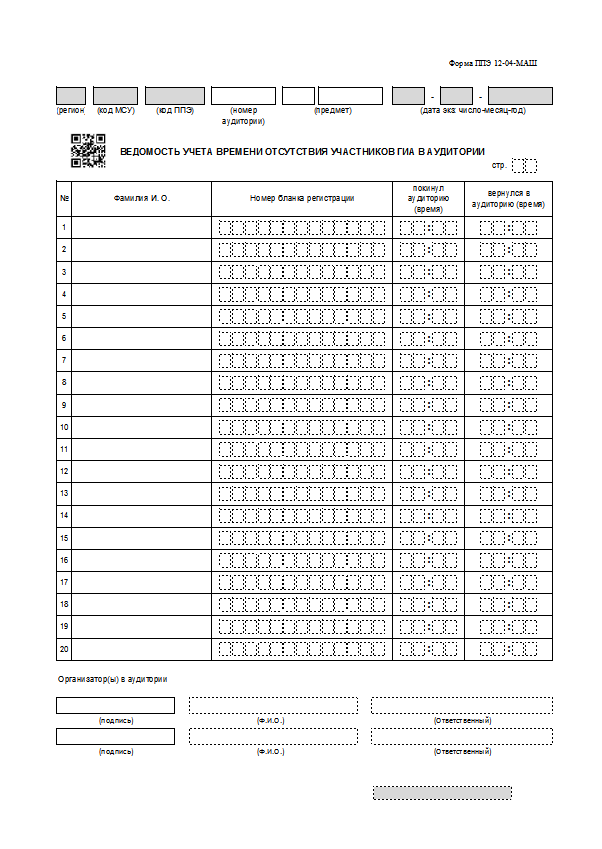 Форма ППЭ 12-04-МАШ
- -
(регион) (код МСУ) (код ППЭ) (номер аудитории) (предмет) (дата экз: число-месяц-год)
ВЕДОМОСТЬ УЧЕТА ВРЕМЕНИ ОТСУТСТВИЯ УЧАСТНИКОВ ГИА В АУДИТОРИИ
стр.
№ Фамилия И. О. Номер бланка регистрации покинул аудиторию (время) вернулся в аудиторию (время)
1 : :
2 : :
3 : :
4 : :
5 : :
6 : :
7 : :
8 : :
9 : :
10 : :
11 : :
12 : :
13 : :
14 : :
15 : :
16 : :
17 : :
18 : :
19 : :
20 : :
Организатор(ы) в аудитории
(подпись) (Ф.И.О.) (Ответственный)
(подпись) (Ф.И.О.) (Ответственный)